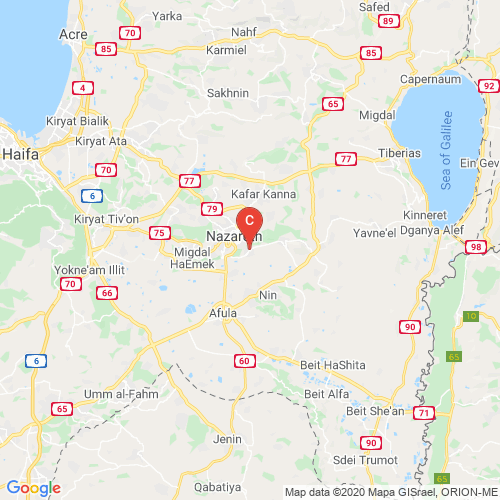 Safed
Yarka
89
Nahf
70
Acre
85
Karmiel
85
Capernaum
92
4
Sakhnin
65
Migdal
Kiryat Bialik
Kiryat Ata
Haifa
Tiberias
77
Sea of Galilee
Ein Gev
70
77
6
Kafar Kanna
79
Kinneret
Kiryat Tiv'on
Dganya Alef
75
C
Nazareth
Yavne'el
98
Migdal
HaEmek
Yokne'am Illit
70
66
Nin
Afula
10
90
65
6
60
Beit HaShita
Umm al-Fahm
Beit Alfa
65
Beit She'an
71
Jenin
90
Sdei Trumot
65
Qabatiya
Google
Map data ©2020 Mapa GISrael, ORION-ME